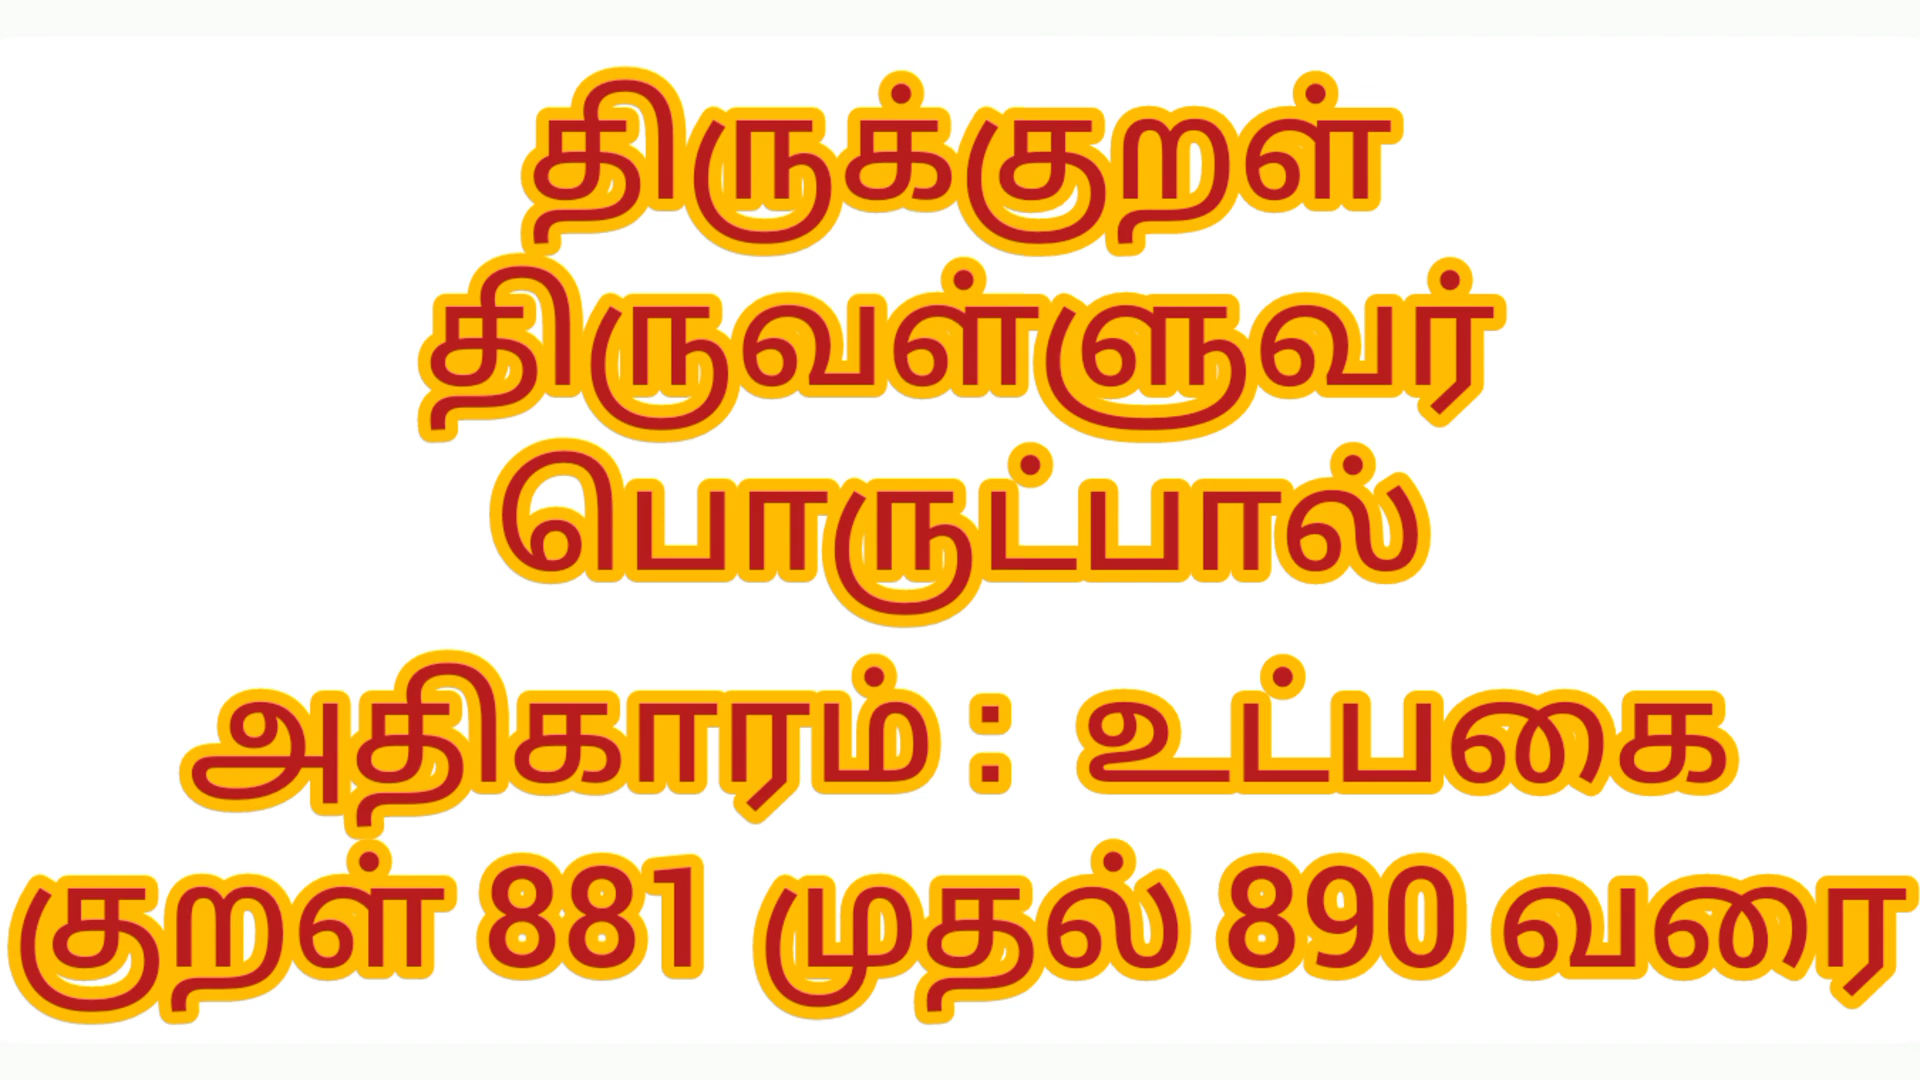 திருக்குறள்
திருவள்ளுவர்
பொருட்பால்
அதிகாரம் : உட்பகை
குறள் 881 முதல் 890 வரை